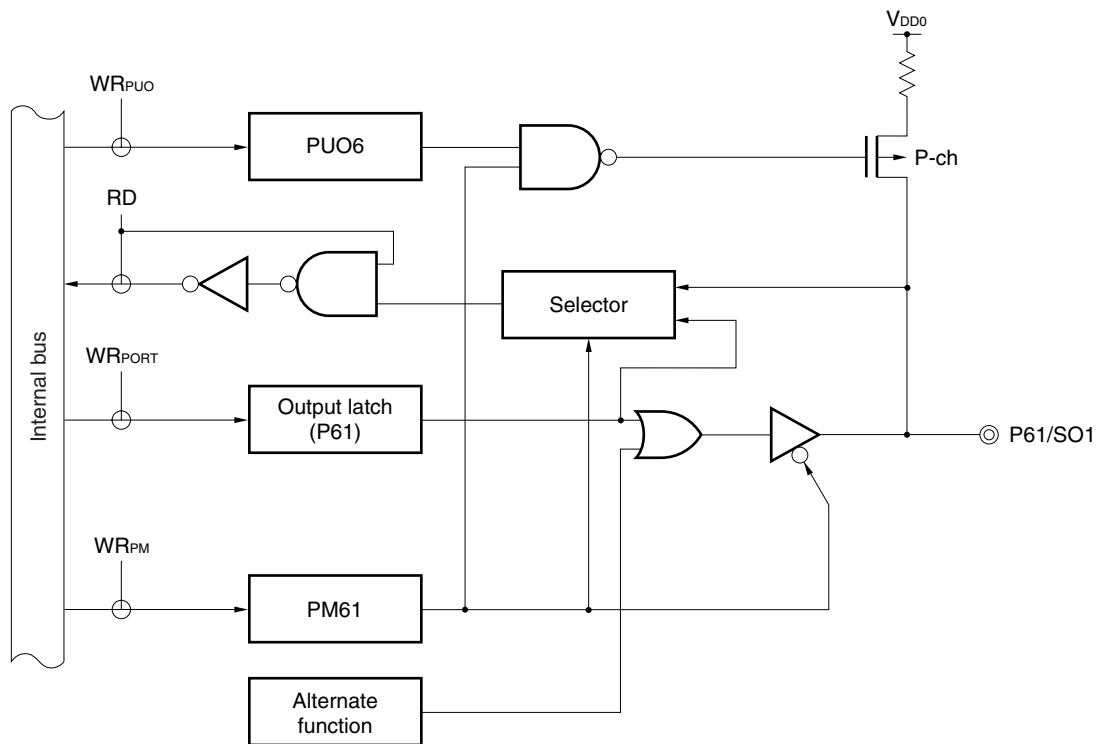 VDD0
WRPUO
PUO6
P-ch
RD
Selector
WRPORT
Internal bus
Output latch
(P61)
P61/SO1
WRPM
PM61
Alternate
function